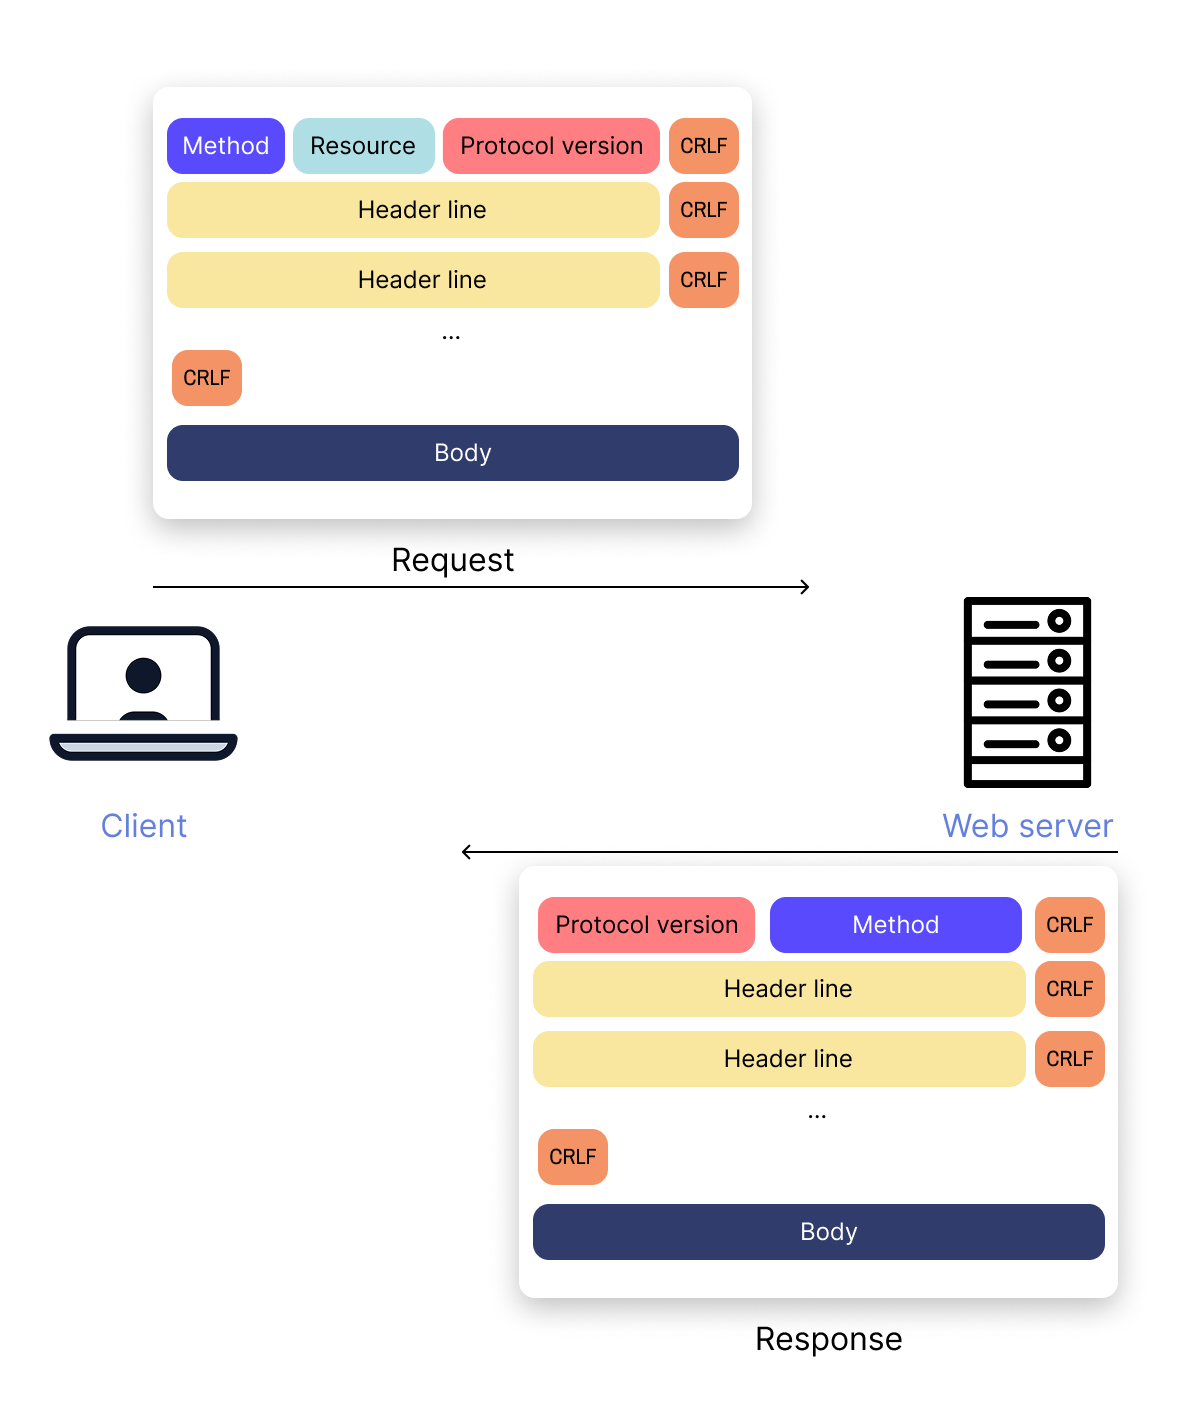 Method Resource Protocol version CRLF
Header line CRLF
Header line CRLF
...
CRLF
Body
Request
Client
Web server
Protocol version Method CRLF
Header line CRLF
Header line CRLF
...
CRLF
Body
Response